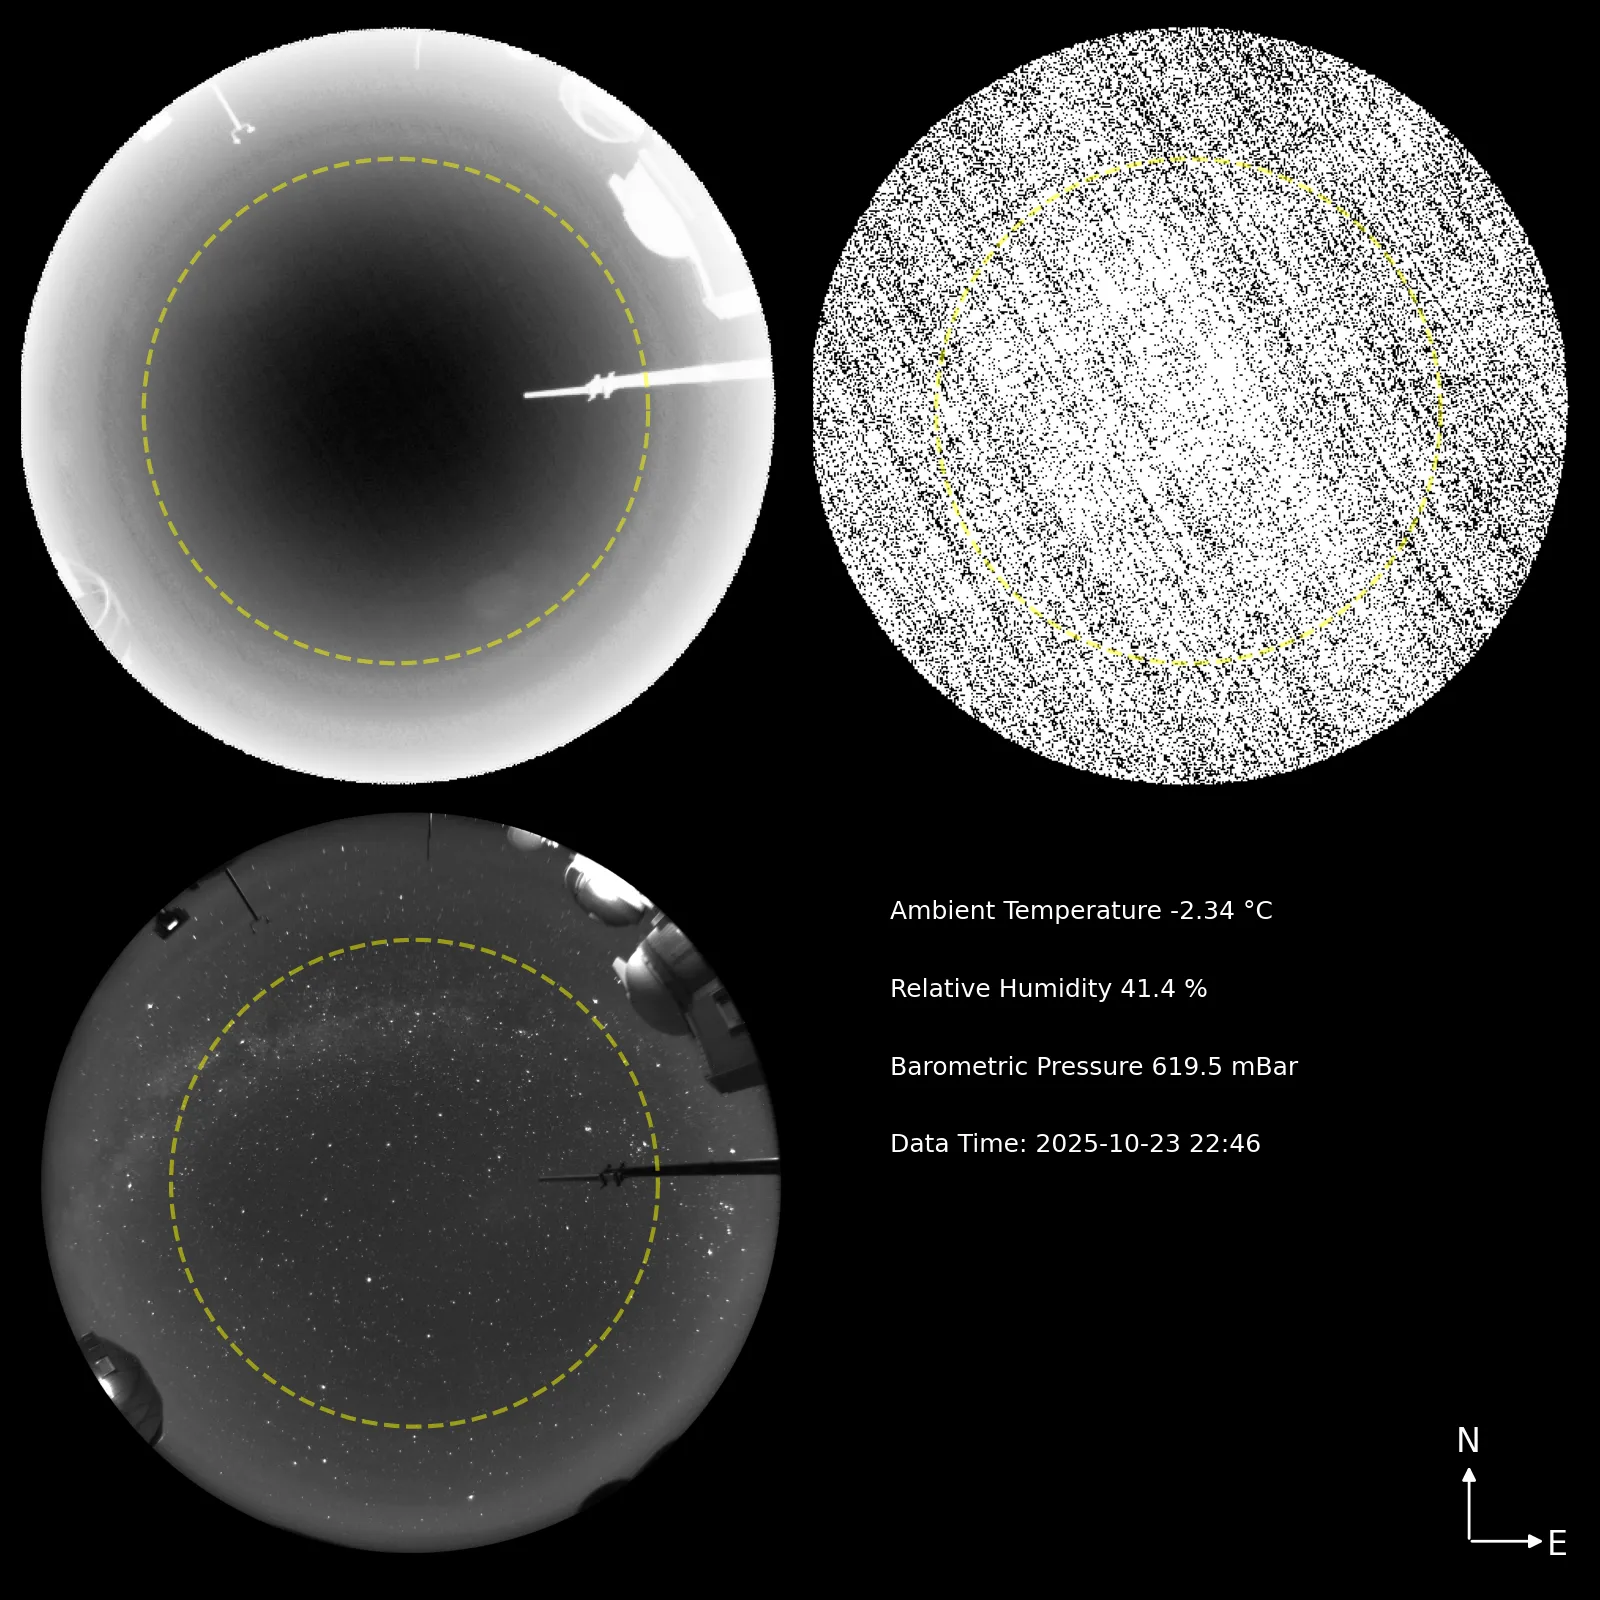 Ambient Temperature -2.34 °C
Relative Humidity 41.4 %
Barometric Pressure 619.5 mBar
Data Time: 2025-10-23 22:46
N
E